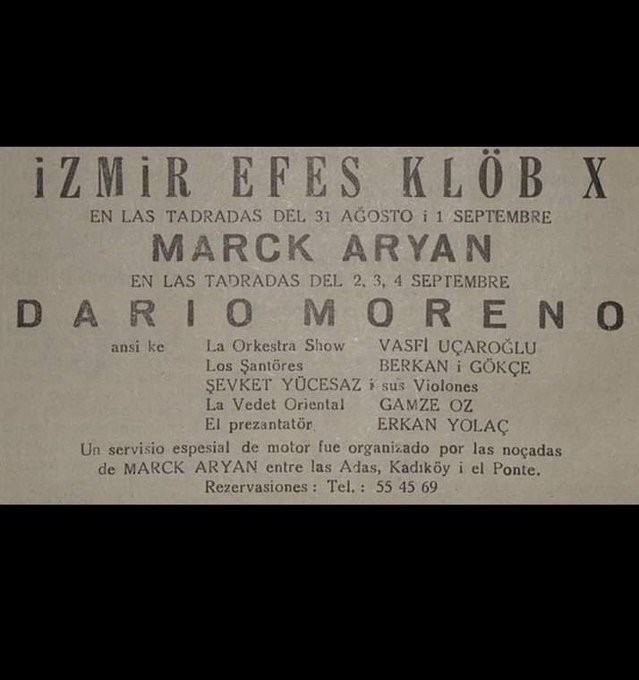 İZMİR EFES KLÖB X
EN LAS TADRADAS DEL 31 AĞOSTO i 1 SEPTEMBRE
MARCK ARYAN
EN LAS TADRADAS DEL 2, 3, 4 SEPTEMBRE
DARIO MORENO
ansi ke La Orkestra Show VASFİ UÇAROĞLU
Los Şantöres BERKAN i GÖKÇE
ŞEVKET YÜCESAZ i sus Violones
La Vedet Oriental GAMZE OZ
El prezantatör ERKAN YOLAÇ
Un servisio espesial de motor fue organizado por las noçadas
de MARCK ARYAN entre las Adas, Kadıköy i el Ponte.
Rezervasiones : Tel. : 55 45 69